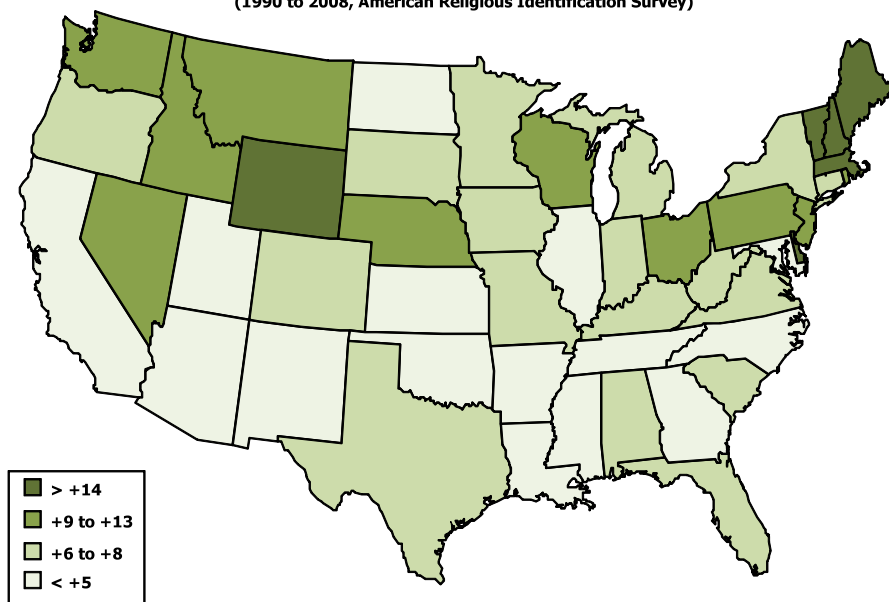 (1990 to 2008, American Religious Identification Survey)
> +14
+9 to +13
+6 to +8
< +5